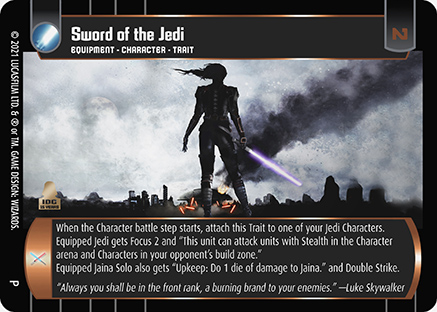 Sword of the Jedi
EQUIPMENT - CHARACTER - TRAIT
N
© 2021 LUCASFILM LTD. & ® or TM. GAME DESIGN: WIZARDS.
IDC
When the Character battle step starts, attach this Trait to one of your Jedi Characters.
Equipped Jedi gets Focus 2 and "This unit can attack units with Stealth in the Character
arena and Characters in your opponent's build zone."
Equipped Jaina Solo also gets "Upkeep: Do 1 die of damage to Jaina." and Double Strike.
P
"Always you shall be in the front rank, a burning brand to your enemies." —Luke Skywalker